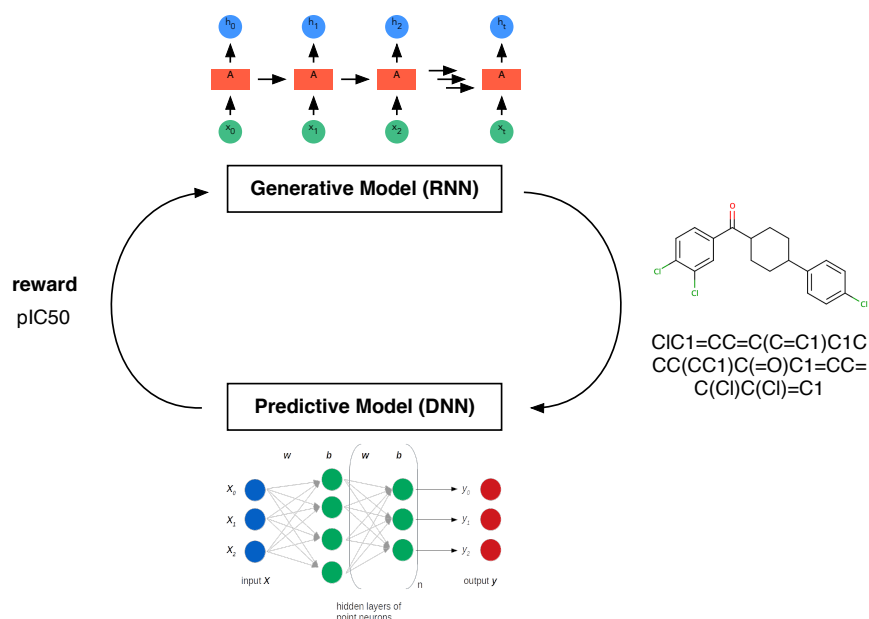 h0 h1 h2 ht
A A A A
x0 x1 x2 xt
Generative Model (RNN)
O
Cl
Cl
Cl
reward
pIC50
ClC1=CC=C(C=C1)C1C
CC(CC1)C(=O)C1=CC=
C(Cl)C(Cl)=C1
Predictive Model (DNN)
w b w b
X0 y0
X1 y1
X2 y2
input X output y
n
hidden layers of
point neurons